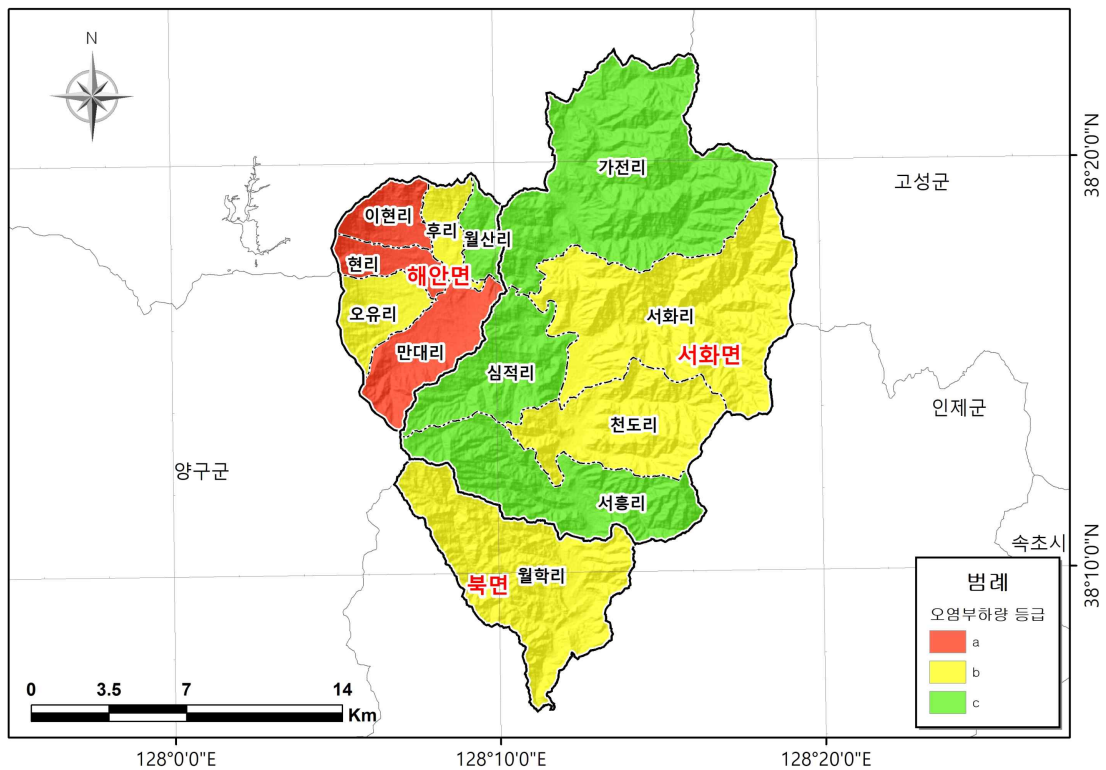 N
가전리
고성군
38°20'0"N
이현리
후리
월산리
현리
해안면
오유리
서화리
만대리
서화면
심적리
인제군
천도리
양구군
서흥리
속초시
38°10'0"N
월학리
북면
범례
오염부하량 등급
a
b
c
0 3.5 7 14
Km
128°0'0"E 128°10'0"E 128°20'0"E